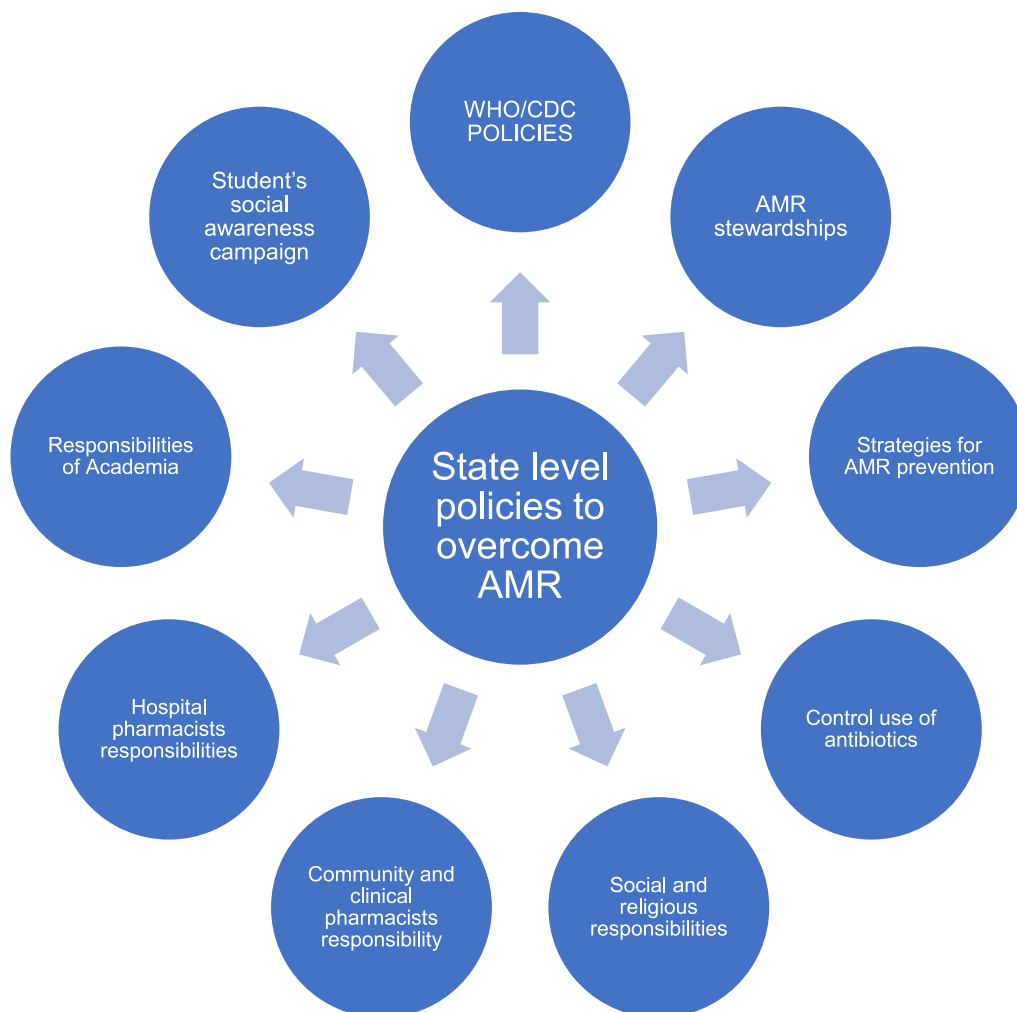 WHO/CDC
POLICIES
AMR
stewardships
Strategies for
AMR prevention
Control use of
antibiotics
Social and
religious
responsibilities
Community and
clinical
pharmacists
responsibility
Hospital
pharmacists
responsibilities
Responsibilities
of Academia
Student’s
social
awareness
campaign
State level
policies to
overcome
AMR